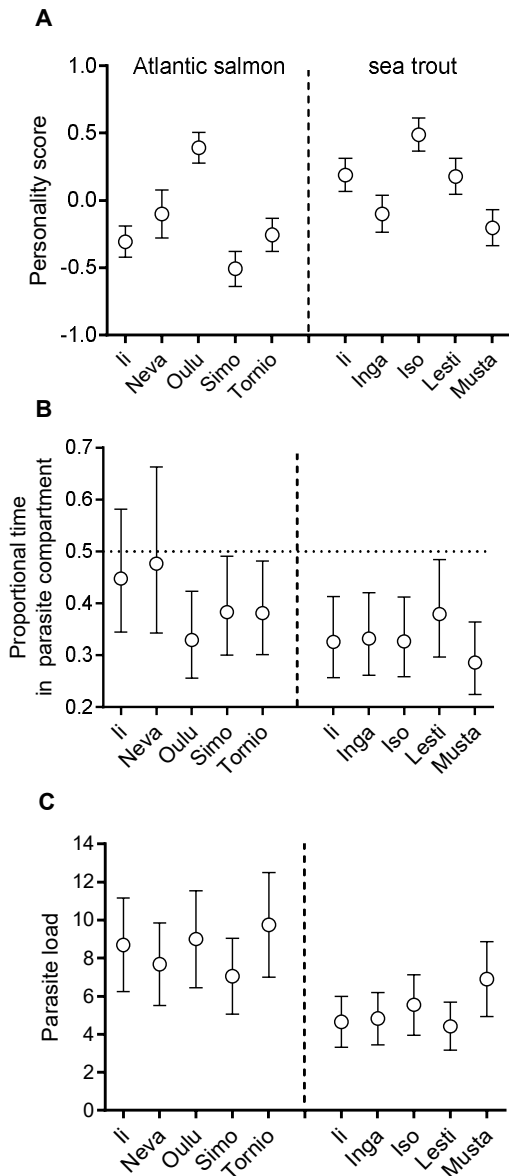 A
Atlantic salmon sea trout
Personality score
1.0
0.5
0.0
-0.5
-1.0
Ii Neva Oulu Simo Tornio Ii Inga Iso Lesti Musta
B
Proportional time
in parasite compartment
0.7
0.6
0.5
0.4
0.3
0.2
Ii Neva Oulu Simo Tornio Ii Inga Iso Lesti Musta
C
Parasite load
14
12
10
8
6
4
2
0
Ii Neva Oulu Simo Tornio Ii Inga Iso Lesti Musta